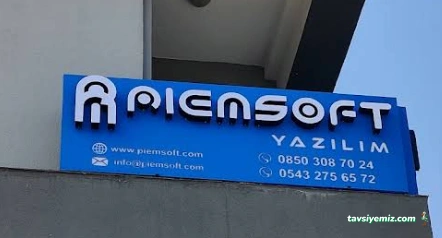 PIEMSOFT
YAZILIM
www.piemsoft.com
info@piemsoft.com
0850 308 70 24
0543 275 65 72
tavsiyemiz.com